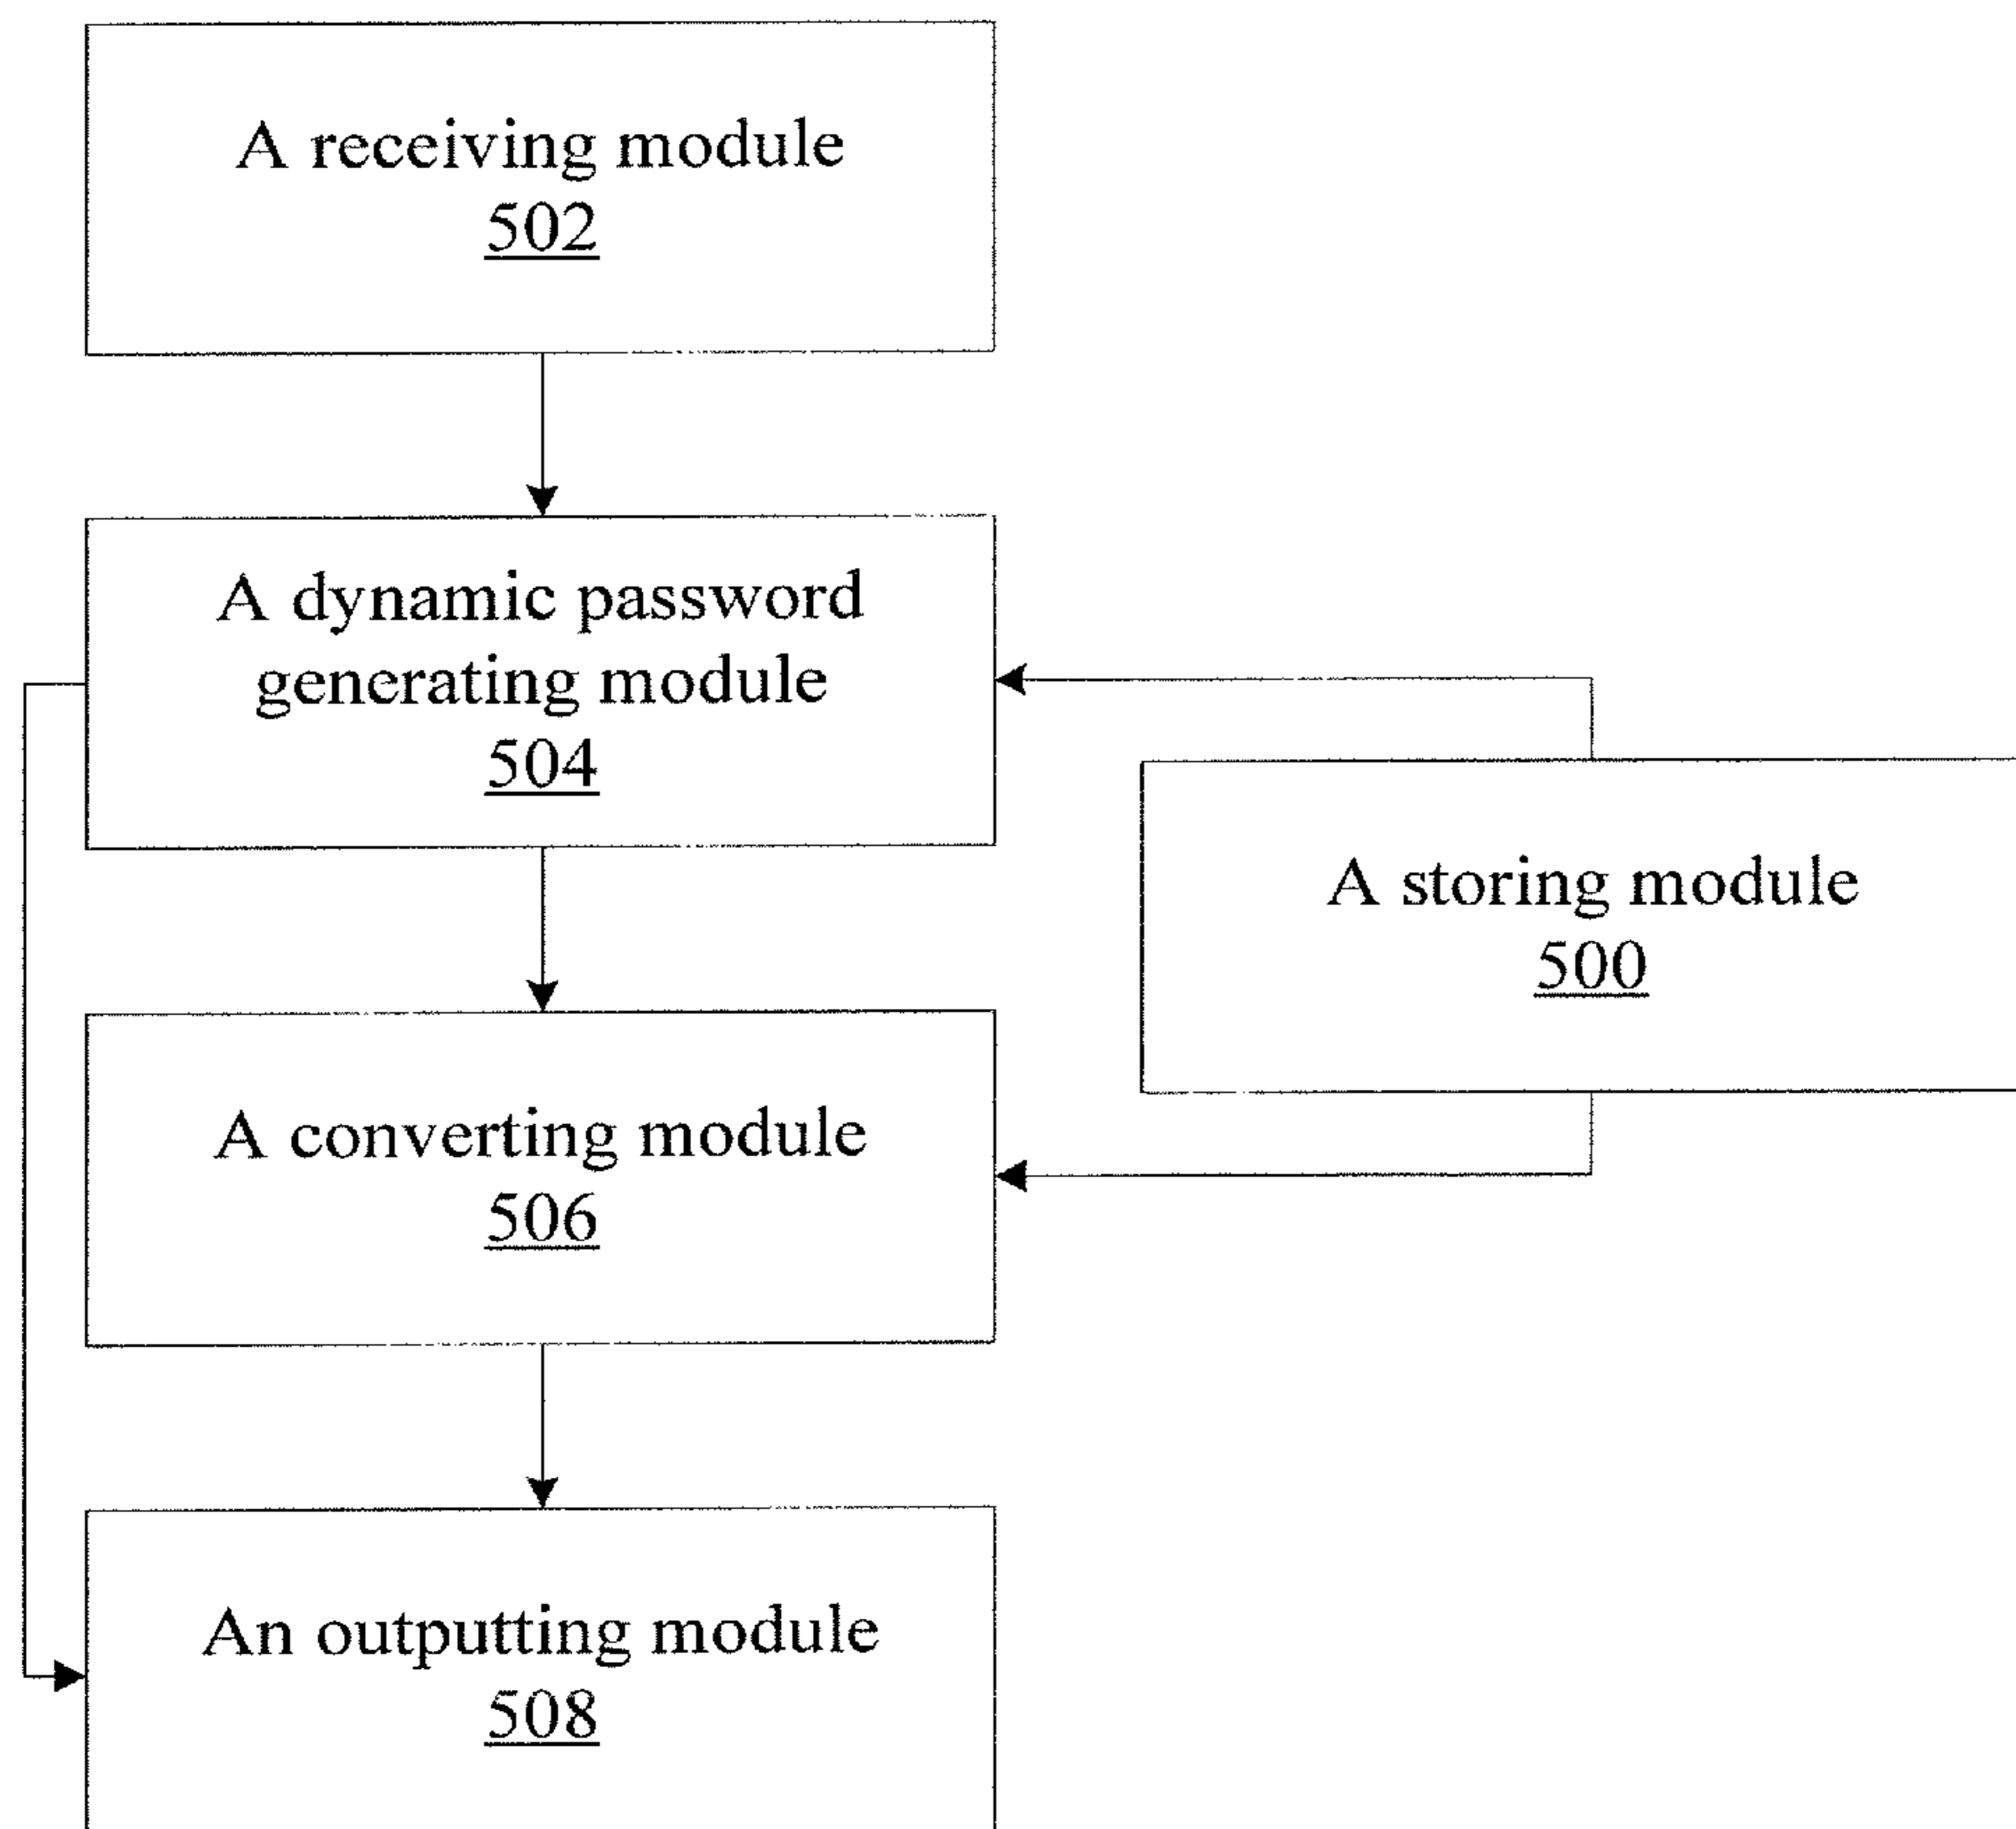 A receiving module
502
A dynamic password
generating module
504
A storing module
500
A converting module
506
An outputting module
508